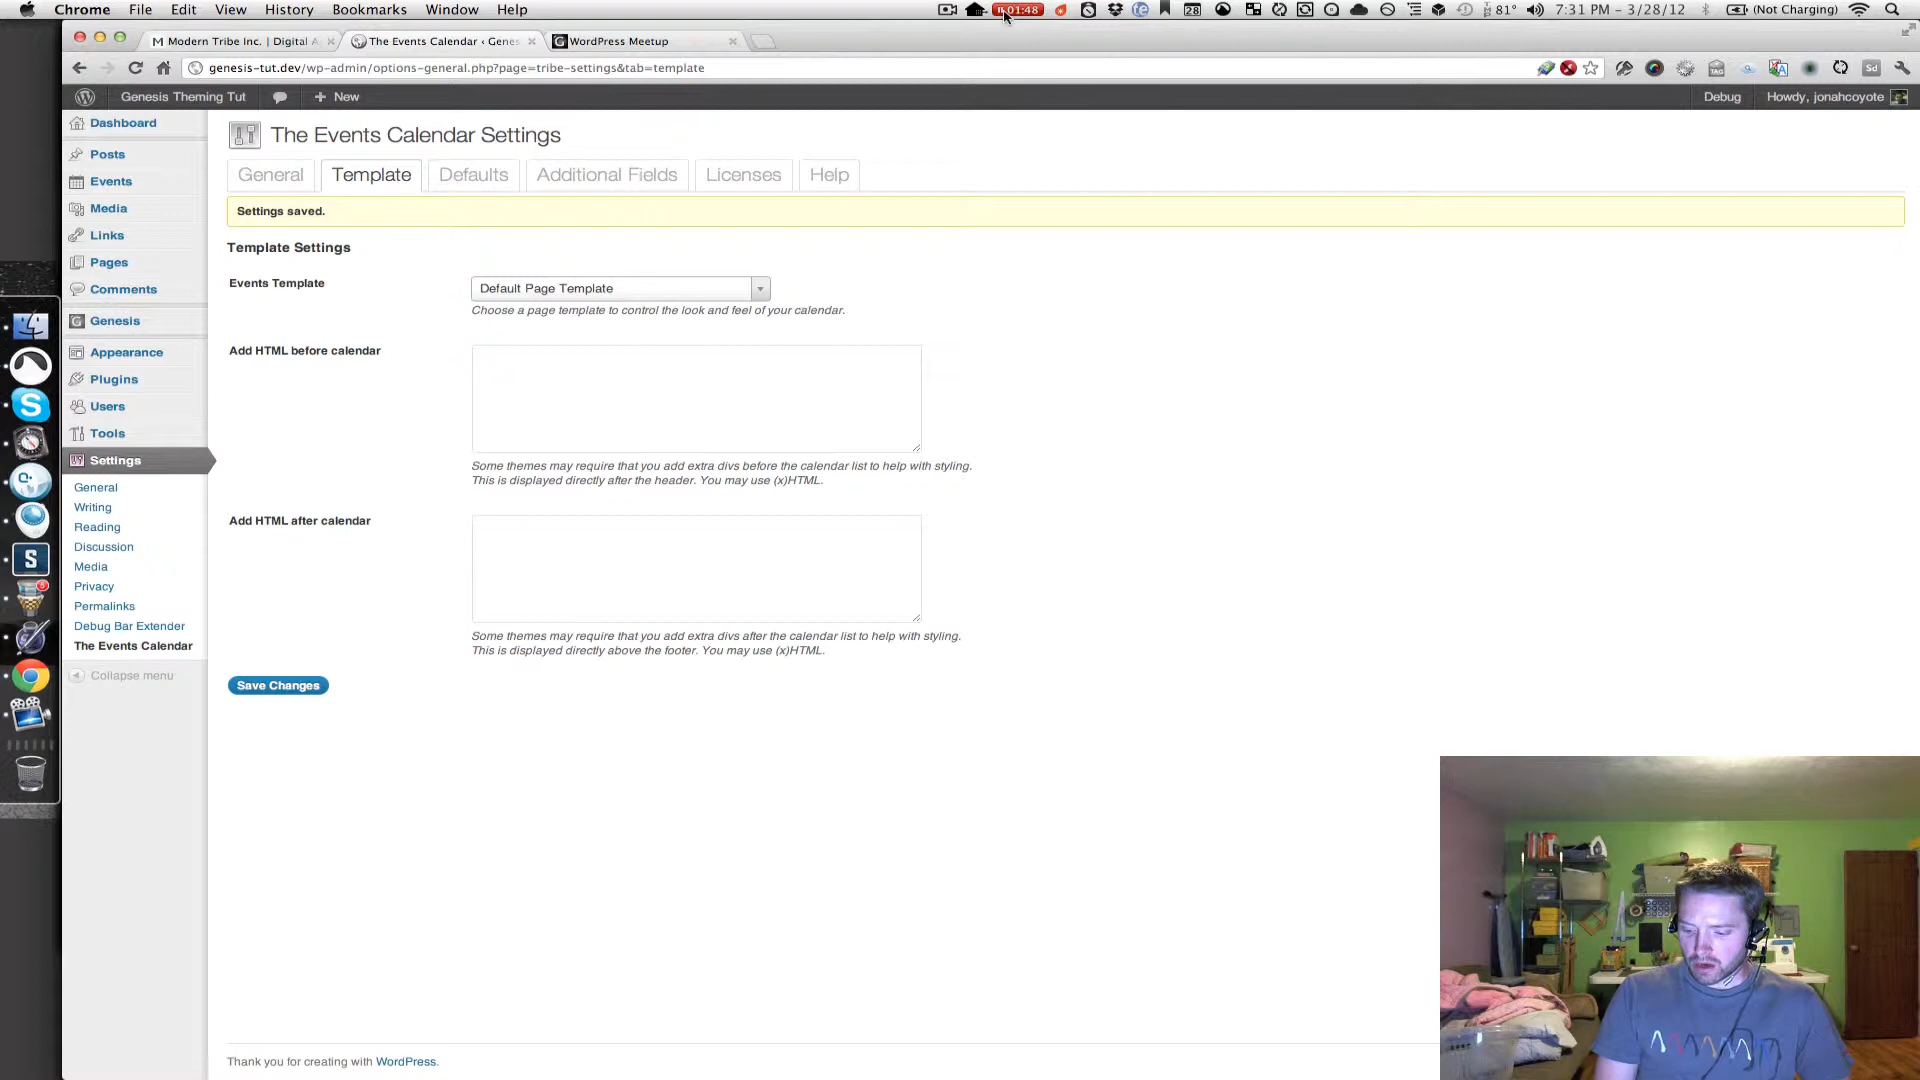 Chrome File Edit View History Bookmarks Window Help 01:48 28 81° 7:31 PM – 3/28/12 (Not Charging)
Modern Tribe Inc. | Digital A The Events Calendar ‹ Genes WordPress Meetup
genesis-tut.dev/wp-admin/options-general.php?page=tribe-settings&tab=template
Genesis Theming Tut + New Debug Howdy, jonahcoyote
Dashboard
Posts
Events
Media
Links
Pages
Comments
Genesis
Appearance
Plugins
Users
Tools
Settings
General
Writing
Reading
Discussion
Media
Privacy
Permalinks
Debug Bar Extender
The Events Calendar
Collapse menu
The Events Calendar Settings
General Template Defaults Additional Fields Licenses Help
Settings saved.
Template Settings
Events Template Default Page Template
Choose a page template to control the look and feel of your calendar.
Add HTML before calendar
Some themes may require that you add extra divs before the calendar list to help with styling.
This is displayed directly after the header. You may use (x)HTML.
Add HTML after calendar
Some themes may require that you add extra divs after the calendar list to help with styling.
This is displayed directly above the footer. You may use (x)HTML.
Save Changes
Thank you for creating with WordPress.